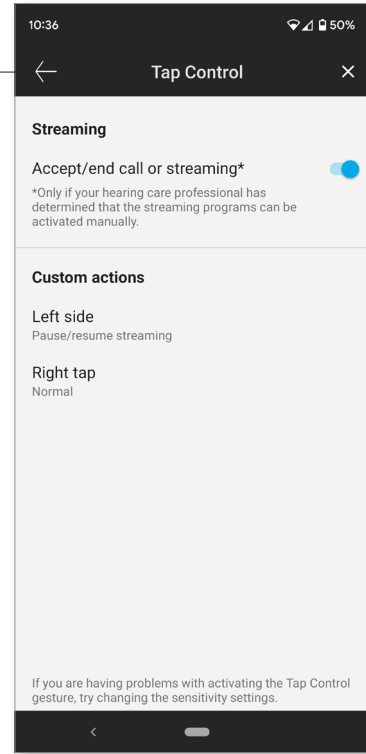 10:36 50%
Tap Control
Streaming
Accept/end call or streaming*
*Only if your hearing care professional has
determined that the streaming programs can be
activated manually.
Custom actions
Left side
Pause/resume streaming
Right tap
Normal
If you are having problems with activating the Tap Control
gesture, try changing the sensitivity settings.